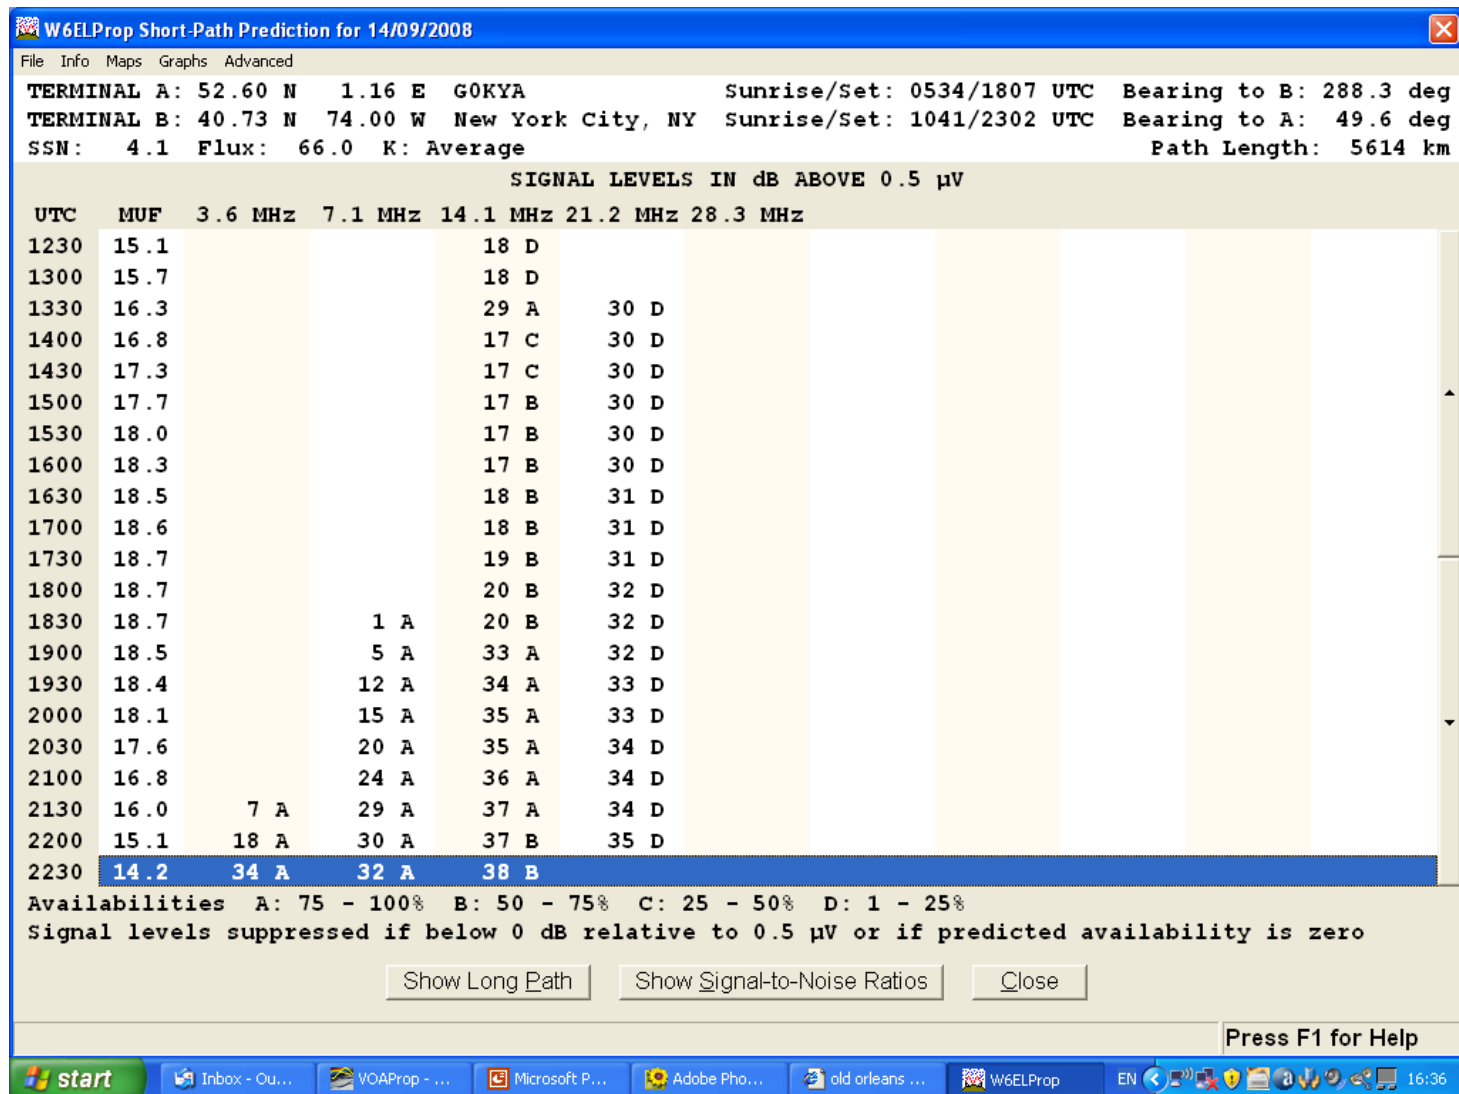 W6ELProp Short-Path Prediction for 14/09/2008
File Info Maps Graphs Advanced
TERMINAL A: 52.60 N 1.16 E G0KYA Sunrise/Set: 0534/1807 UTC Bearing to B: 288.3 deg
TERMINAL B: 40.73 N 74.00 W New York City, NY Sunrise/Set: 1041/2302 UTC Bearing to A: 49.6 deg
SSN: 4.1 Flux: 66.0 K: Average Path Length: 5614 km
SIGNAL LEVELS IN dB ABOVE 0.5 µV
UTC MUF 3.6 MHz 7.1 MHz 14.1 MHz 21.2 MHz 28.3 MHz
1230 15.1 18 D
1300 15.7 18 D
1330 16.3 29 A 30 D
1400 16.8 17 C 30 D
1430 17.3 17 C 30 D
1500 17.7 17 B 30 D
1530 18.0 17 B 30 D
1600 18.3 17 B 30 D
1630 18.5 18 B 31 D
1700 18.6 18 B 31 D
1730 18.7 19 B 31 D
1800 18.7 20 B 32 D
1830 18.7 1 A 20 B 32 D
1900 18.5 5 A 33 A 32 D
1930 18.4 12 A 34 A 33 D
2000 18.1 15 A 35 A 33 D
2030 17.6 20 A 35 A 34 D
2100 16.8 24 A 36 A 34 D
2130 16.0 7 A 29 A 37 A 34 D
2200 15.1 18 A 30 A 37 B 35 D
2230 14.2 34 A 32 A 38 B
Availabilities A: 75 - 100% B: 50 - 75% C: 25 - 50% D: 1 - 25%
Signal levels suppressed if below 0 dB relative to 0.5 µV or if predicted availability is zero
Show Long Path Show Signal-to-Noise Ratios Close
Press F1 for Help
start Inbox - Ou... VOAProp - ... Microsoft P... Adobe Pho... old orleans ... W6ELProp EN 16:36